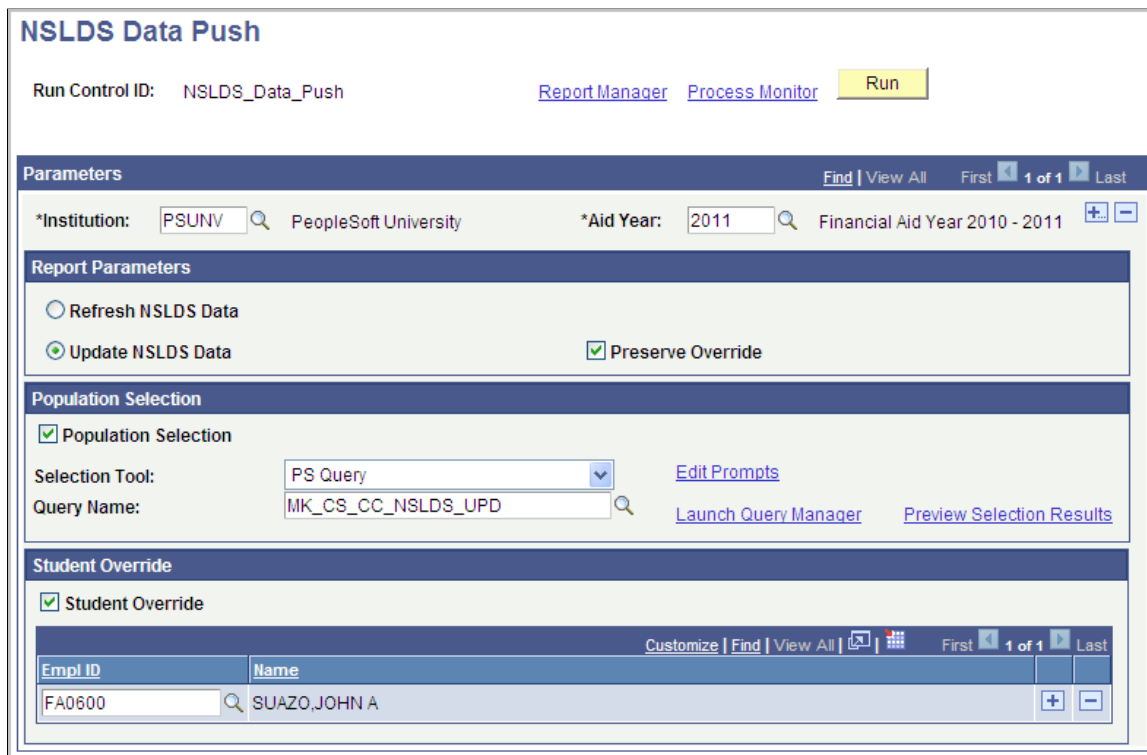 NSLDS Data Push
Run Control ID: NSLDS_Data_Push Report Manager Process Monitor Run
Parameters Find | View All First 1 of 1 Last
*Institution: PSUNV PeopleSoft University *Aid Year: 2011 Financial Aid Year 2010 - 2011
Report Parameters
Refresh NSLDS Data
Update NSLDS Data Preserve Override
Population Selection
Population Selection
Selection Tool: PS Query Edit Prompts
Query Name: MK_CS_CC_NSLDS_UPD Launch Query Manager Preview Selection Results
Student Override
Student Override
Customize | Find | View All | | First 1 of 1 Last
Empl ID Name
FA0600 SUAZO,JOHN A